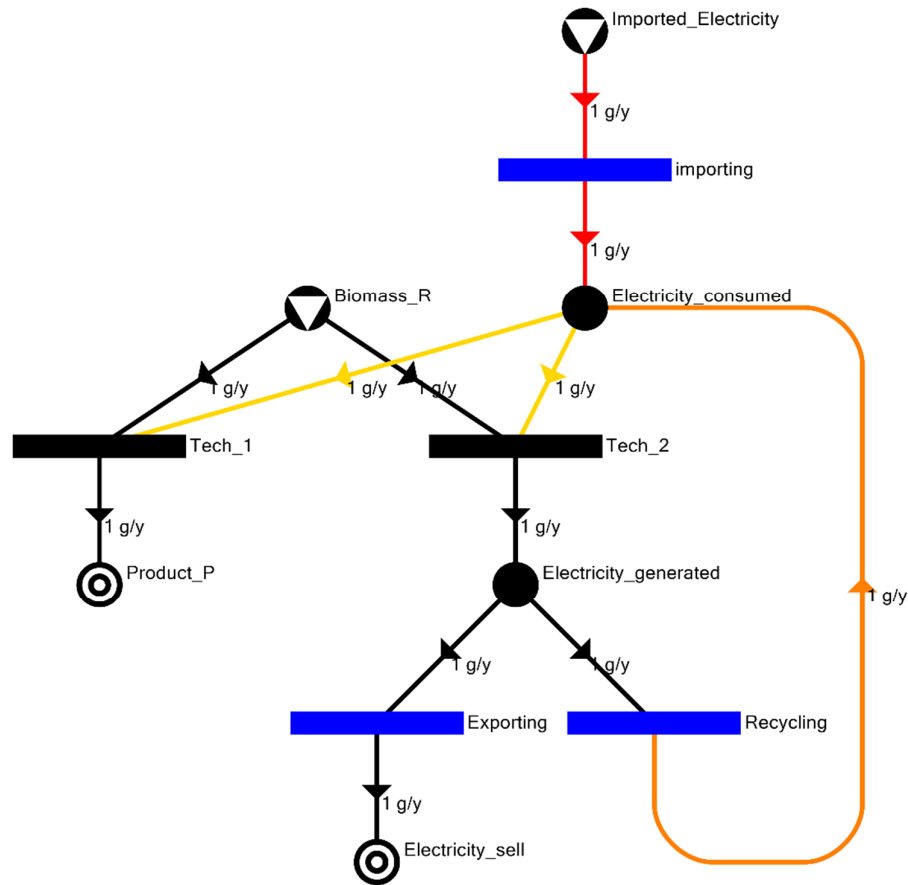 Imported_Electricity
1 g/y
importing
1 g/y
Biomass_R
Electricity_consumed
1 g/y
1 g/y
1 g/y
1 g/y
Tech_1
Tech_2
1 g/y
1 g/y
Product_P
Electricity_generated
1 g/y
1 g/y
1 g/y
Exporting
Recycling
1 g/y
Electricity_sell